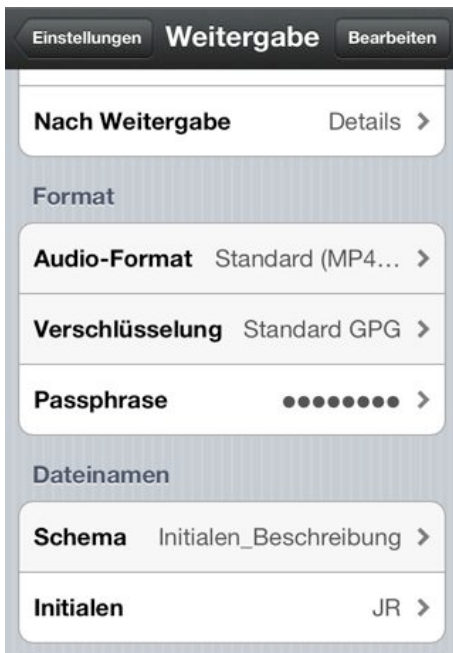 Einstellungen Weitergabe Bearbeiten
Nach Weitergabe Details >
Format
Audio-Format Standard (MP4... >
Verschlüsselung Standard GPG >
Passphrase ●●●●●●●● >
Dateinamen
Schema Initialen_Beschreibung >
Initialen JR >